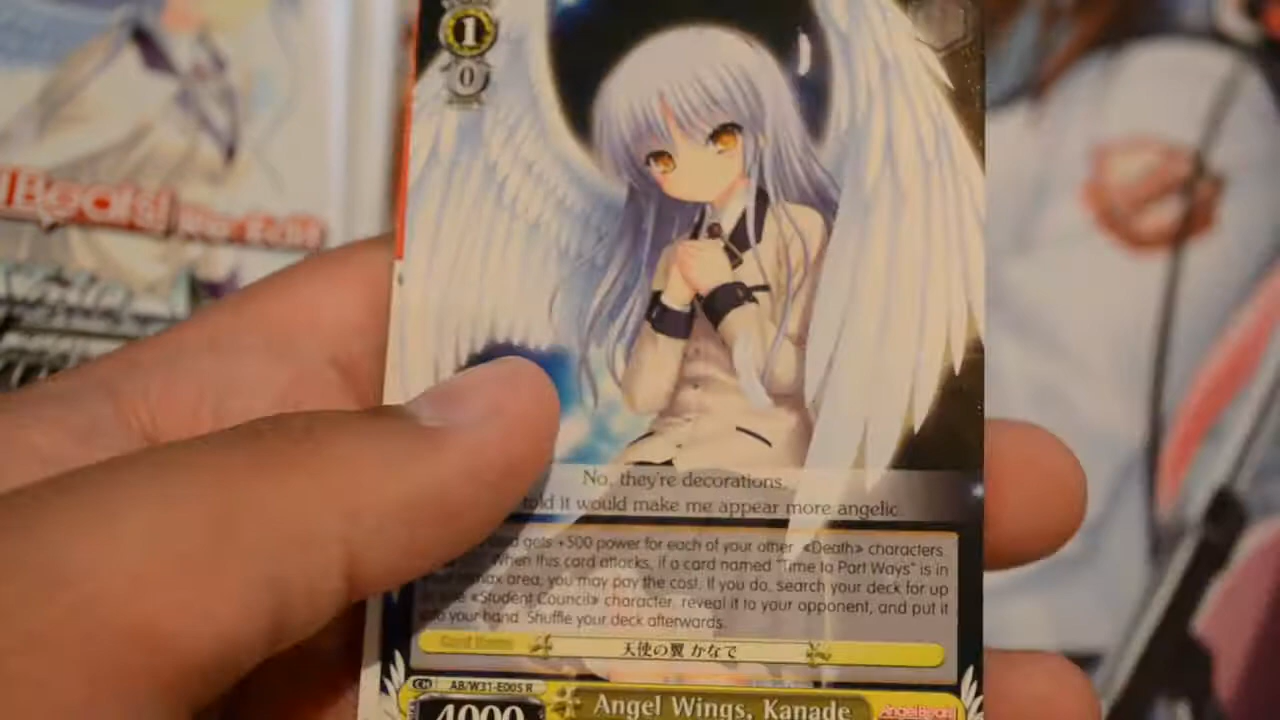 1
0
Beats!
No, they're decorations.
told it would make me appear more angelic.
gets +500 power for each of your other «Death» characters.
When this card attacks, if a card named "Time to Part Ways" is in
area, you may pay the cost. If you do, search your deck for up
«Student Council» character, reveal it to your opponent, and put it
your hand. Shuffle your deck afterwards.
天使の翼 かなで
CH AB/W31-E005 R
4000
Angel Wings, Kanade
AngelBeats!